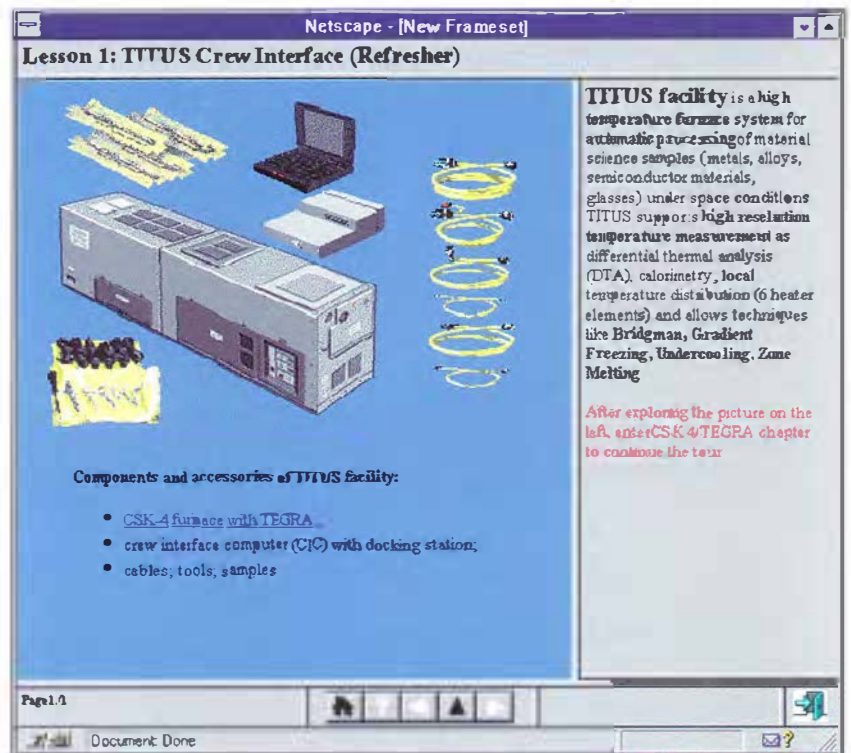 Netscape - [New Frameset]
Lesson 1: TITUS Crew Interface (Refresher)
TITUS facility is a high
temperature furnace system for
automatic processing of material
science samples (metals, alloys,
semiconductor materials,
glasses) under space conditions
TITUS supports high resolution
temperature measurement as
differential thermal analysis
(DTA), calorimetry, local
temperature distribution (6 heater
elements) and allows techniques
like Bridgman, Gradient
Freezing, Undercooling, Zone
Melting
After exploring the picture on the
left, enter CSK 4/TEGRA chapter
to continue the tour
Components and accessories of TITUS facility:
CSK-4 furnace with TEGRA
crew interface computer (CIC) with docking station;
cables; tools; samples
Page 1/1
Document: Done